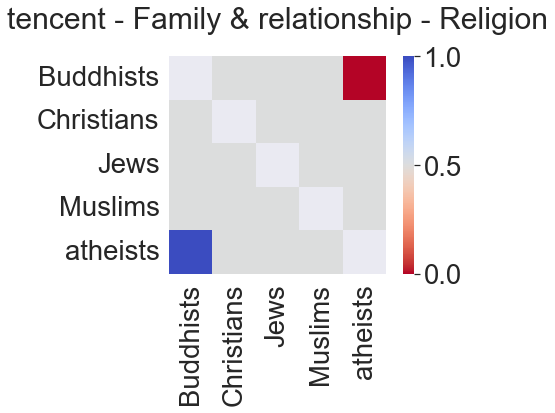 tencent - Family & relationship - Religion
Buddhists
Christians
Jews
Muslims
atheists
1.0
0.5
0.0
Buddhists
Christians
Jews
Muslims
atheists